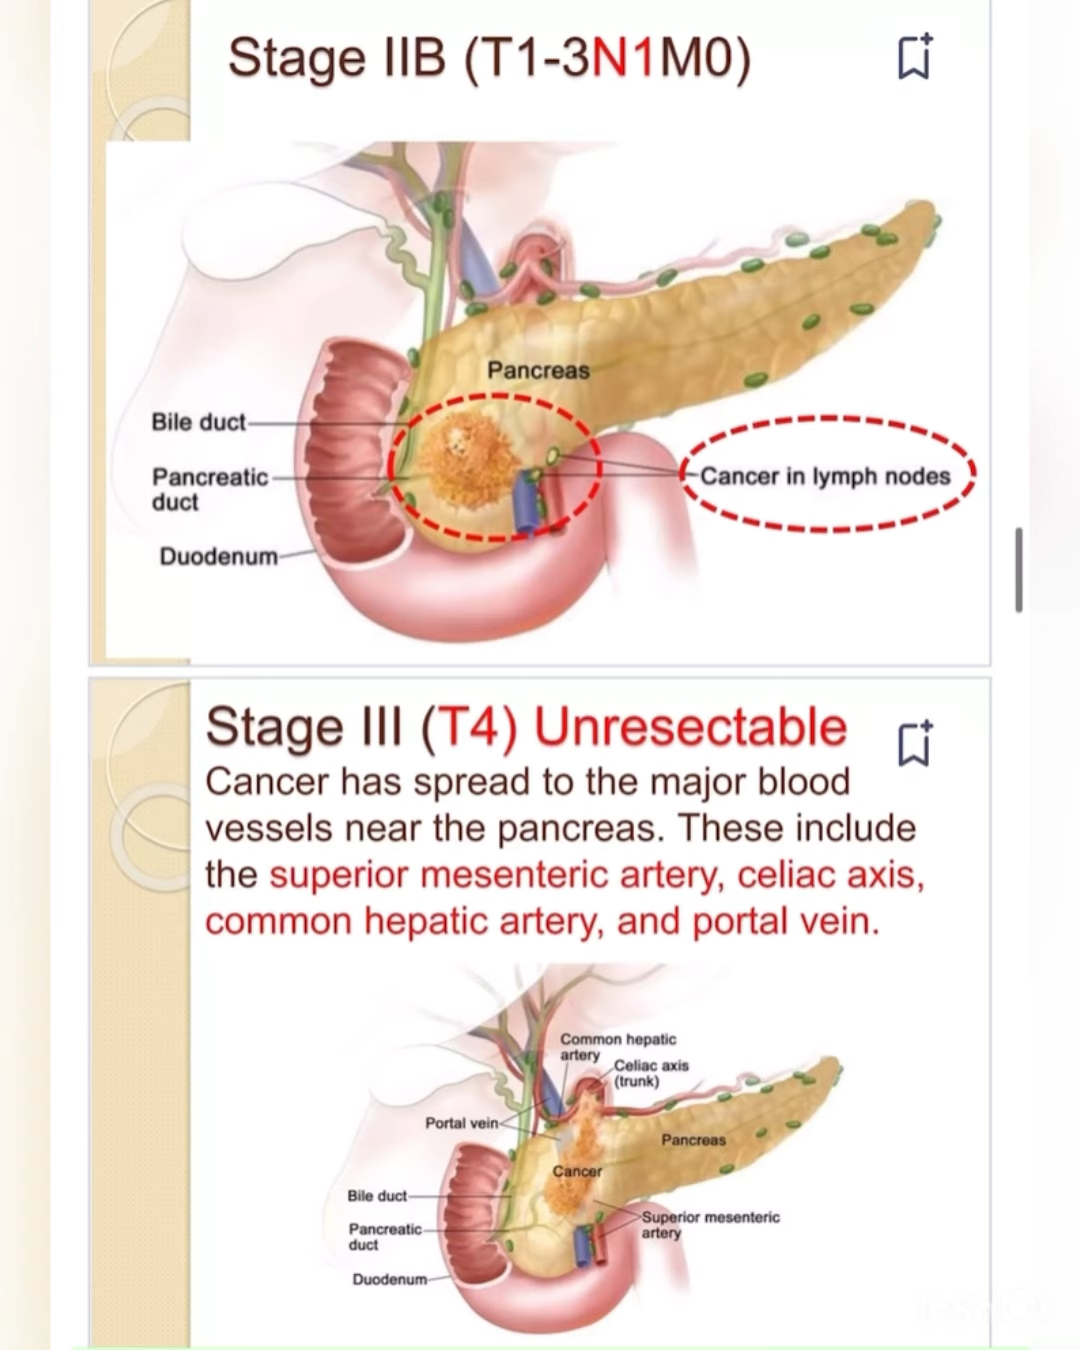 Stage IIB (T1-3N1M0)
Pancreas
Bile duct
Pancreatic
duct
Cancer in lymph nodes
Duodenum
Stage III (T4) Unresectable
Cancer has spread to the major blood
vessels near the pancreas. These include
the superior mesenteric artery, celiac axis,
common hepatic artery, and portal vein.
Common hepatic
artery
Celiac axis
(trunk)
Portal vein
Pancreas
Cancer
Bile duct
Superior mesenteric
artery
Pancreatic
duct
Duodenum